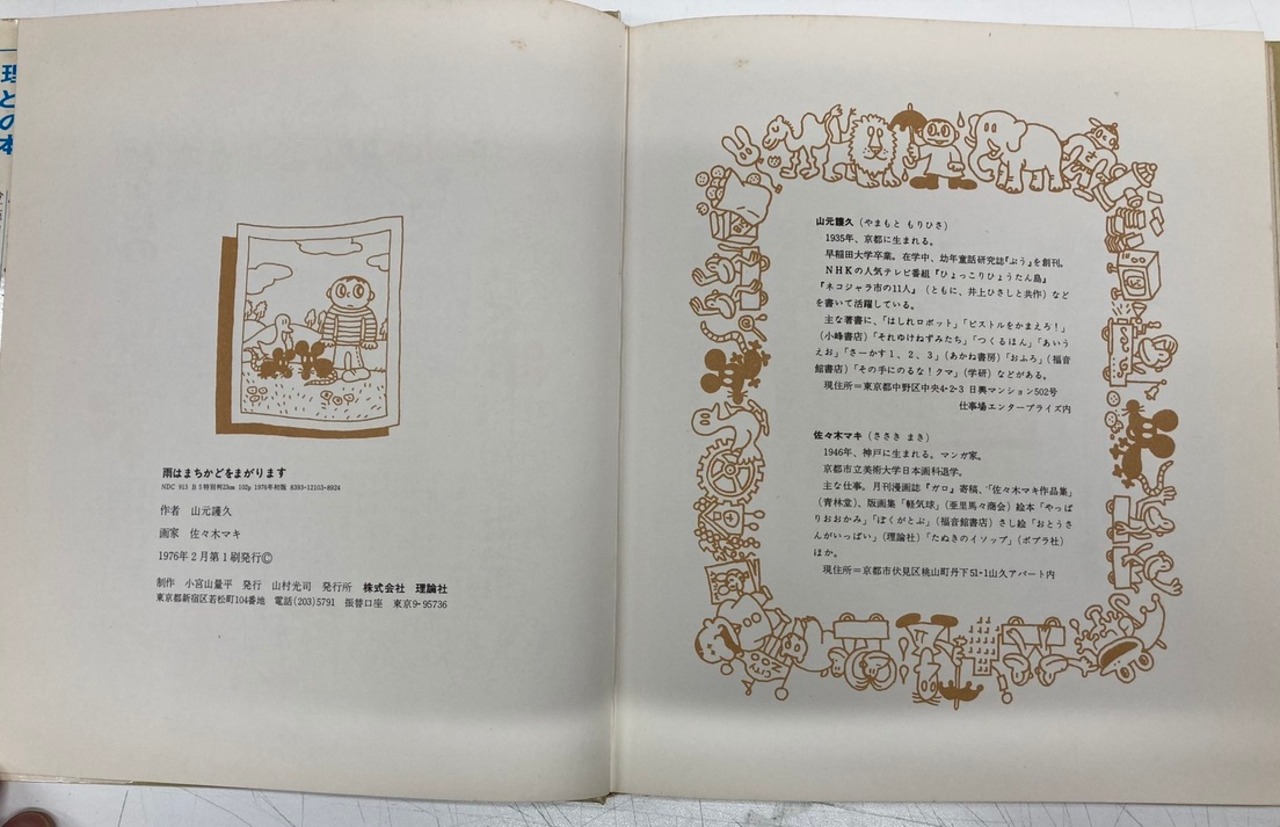 理
と
の
本
雨はまちかどをまがります
NDC 913 B5特別判23cm 102p 1976年初版 8393-12103-8924
作者 山元護久
画家 佐々木マキ
1976年2月第1刷発行©
制作 小宮山量平 発行 山村光司 発行所 株式会社 理論社
東京都新宿区若松町104番地 電話(203)5791 振替口座 東京9-95736
山元護久(やまもと もりひさ)
1935年、京都に生まれる。
早稲田大学卒業。在学中、幼年童話研究誌『ぷう』を創刊。
NHKの人気テレビ番組『ひょっこりひょうたん島』
『ネコジャラ市の11人』(ともに、井上ひさしと共作)など
を書いて活躍している。
主な著書に、「はしれロボット」「ピストルをかまえろ!」
(小峰書店)「それゆけねずみたち」「つくるほん」「あいう
えお」「さーかす1、2、3」(あかね書房)「おふろ」(福音
館書店)「その手にのるな!クマ」(学研)などがある。
現住所=東京都中野区中央4-2-3 日興マンション502号
仕事場エンタープライズ内
佐々木マキ(ささき まき)
1946年、神戸に生まれる。マンガ家。
京都市立美術大学日本画科退学。
主な仕事。月刊漫画誌『ガロ』寄稿、「佐々木マキ作品集」
(青林堂)、版画集「軽気球」(亜里馬々商会)絵本「やっぱ
りおおかみ」「ぼくがとぶ」(福音館書店)さし絵「おとうさ
んがいっぱい」(理論社)「たぬきのイソップ」(ポプラ社)
ほか。
現住所=京都市伏見区桃山町丹下51-1山久アパート内
CITY
ZOO